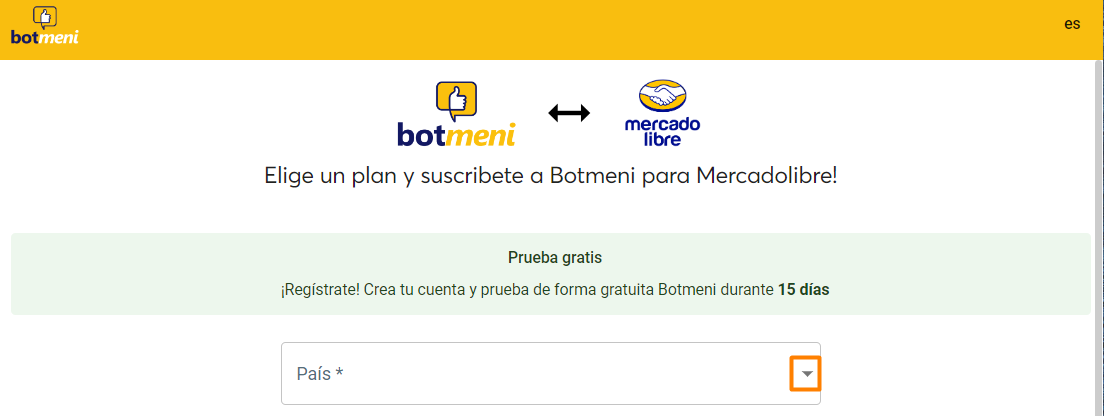 botmeni
es
botmeni
mercado
libre
Elige un plan y suscribete a Botmeni para Mercadolibre!
Prueba gratis
¡Regístrate! Crea tu cuenta y prueba de forma gratuita Botmeni durante 15 días
País *